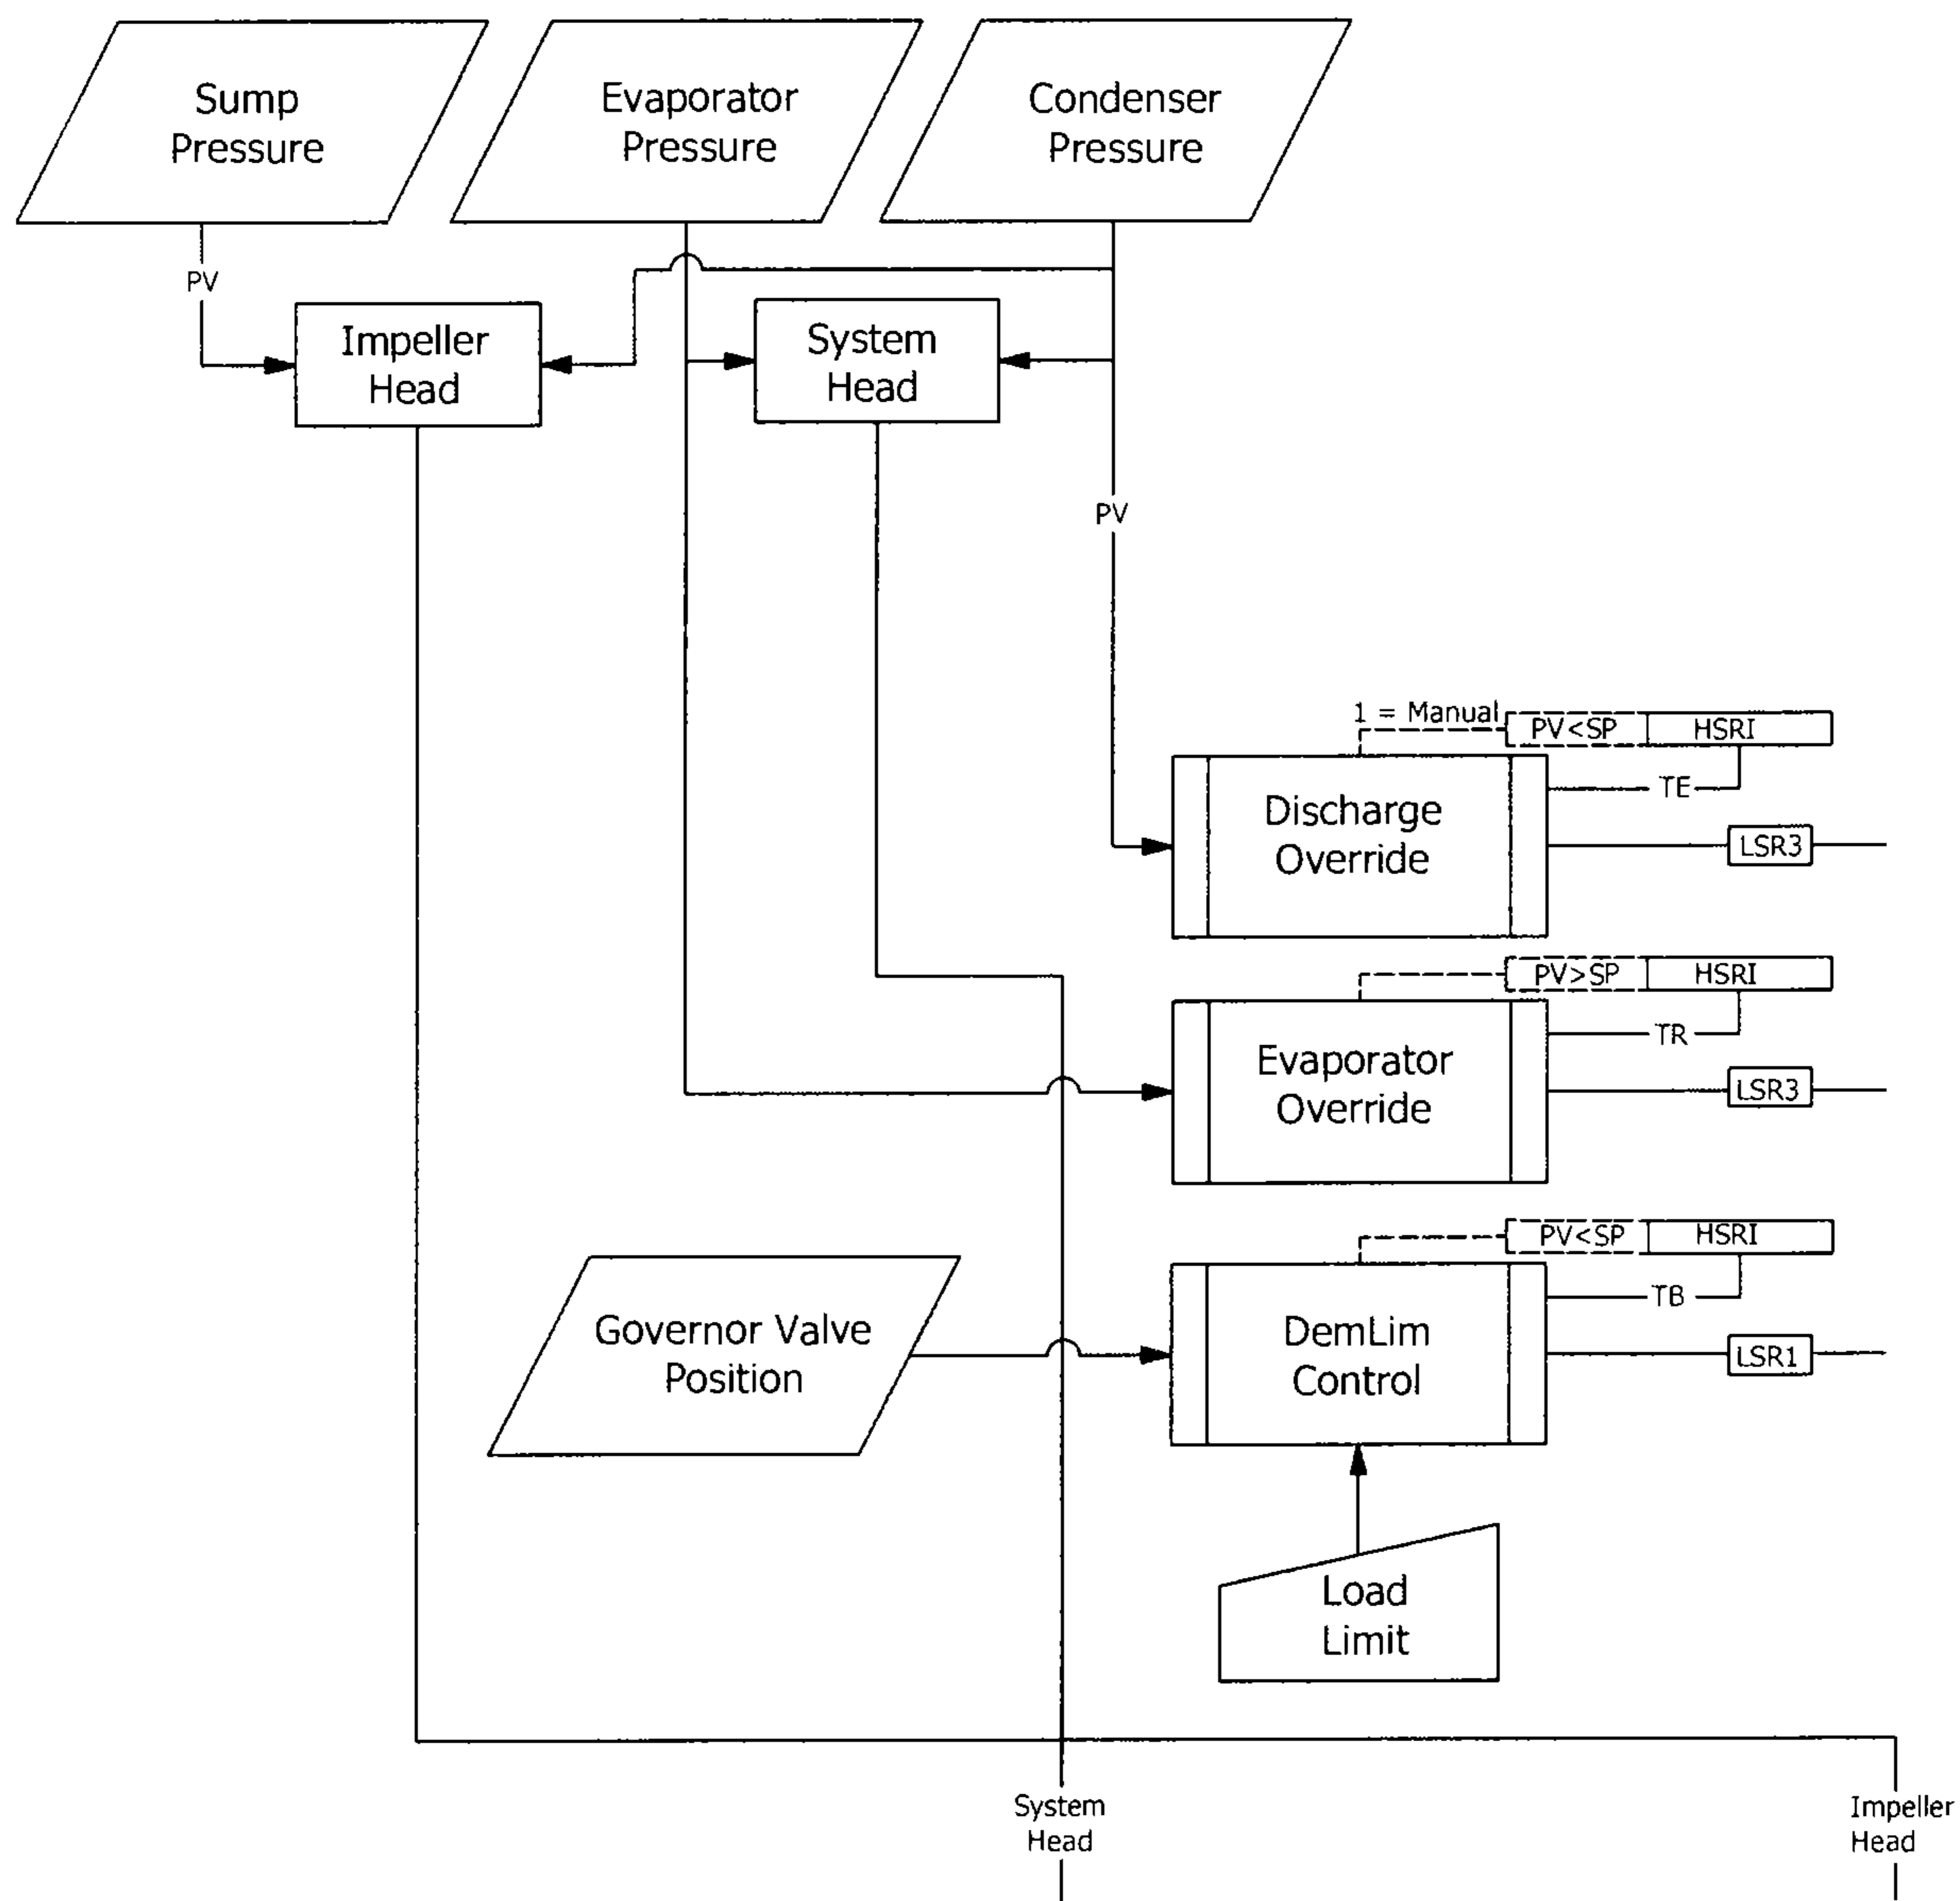 Sump
Pressure
Evaporator
Pressure
Condenser
Pressure
PV
Impeller
Head
System
Head
PV
1 = Manual
PV<SP
HSRI
Discharge
Override
TE
LSR3
PV>SP
HSRI
Evaporator
Override
TR
LSR3
PV<SP
HSRI
Governor Valve
Position
DemLim
Control
TB
LSR1
Load
Limit
System
Head
Impeller
Head